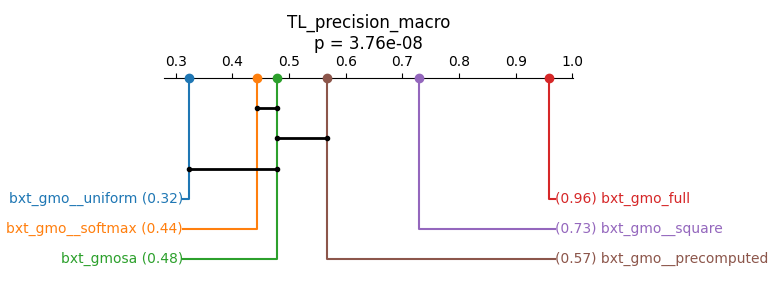 TL_precision_macro
p = 3.76e-08
0.3 0.4 0.5 0.6 0.7 0.8 0.9 1.0
bxt_gmo__uniform (0.32) (0.96) bxt_gmo_full
bxt_gmo__softmax (0.44) (0.73) bxt_gmo__square
bxt_gmosa (0.48) (0.57) bxt_gmo__precomputed